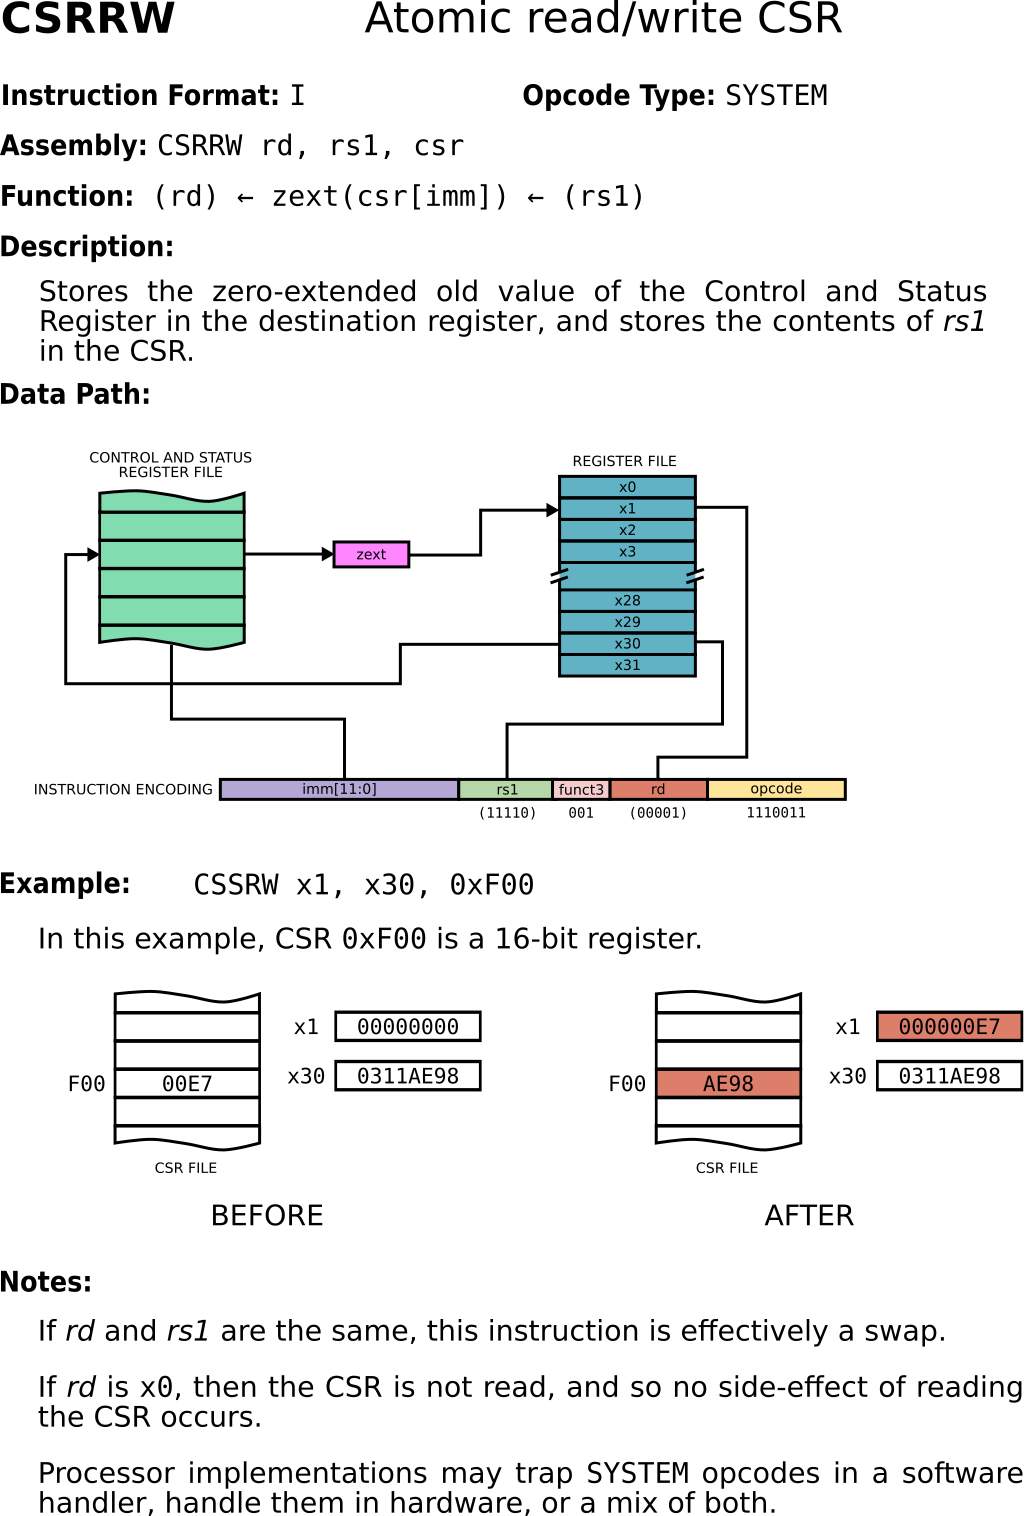 CSRRW Atomic read/write CSR
Instruction Format: I Opcode Type: SYSTEM
Assembly: CSRRW rd, rs1, csr
Function: (rd) ← zext(csr[imm]) ← (rs1)
Description:
Stores the zero-extended old value of the Control and Status
Register in the destination register, and stores the contents of rs1
in the CSR.
Data Path:
CONTROL AND STATUS
REGISTER FILE
REGISTER FILE
x0
x1
x2
x3
zext
x28
x29
x30
x31
INSTRUCTION ENCODING imm[11:0] rs1 funct3 rd opcode
(11110) 001 (00001) 1110011
Example: CSSRW x1, x30, 0xF00
In this example, CSR 0xF00 is a 16-bit register.
x1 00000000
x30 0311AE98
F00 00E7
CSR FILE
BEFORE
x1 000000E7
x30 0311AE98
F00 AE98
CSR FILE
AFTER
Notes:
If rd and rs1 are the same, this instruction is effectively a swap.
If rd is x0, then the CSR is not read, and so no side-effect of reading
the CSR occurs.
Processor implementations may trap SYSTEM opcodes in a software
handler, handle them in hardware, or a mix of both.